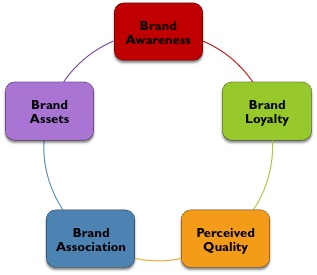 Brand
Awareness
Brand
Loyalty
Perceived
Quality
Brand
Association
Brand
Assets